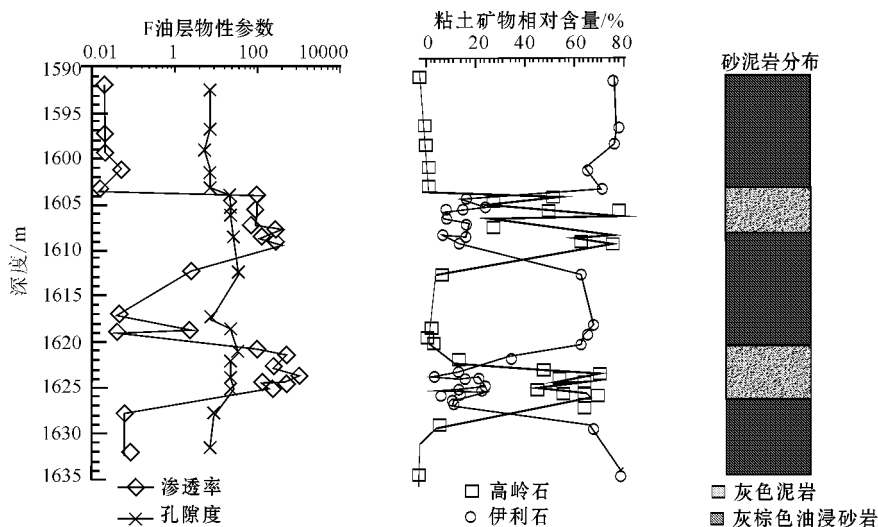 F油层物性参数
0.01 1 100 10000
1590
1595
1600
1605
1610
1615
1620
1625
1630
1635
深度/m
渗透率
孔隙度
粘土矿物相对含量/%
0 20 40 60 80
高岭石
伊利石
砂泥岩分布
灰色泥岩
灰棕色油浸砂岩